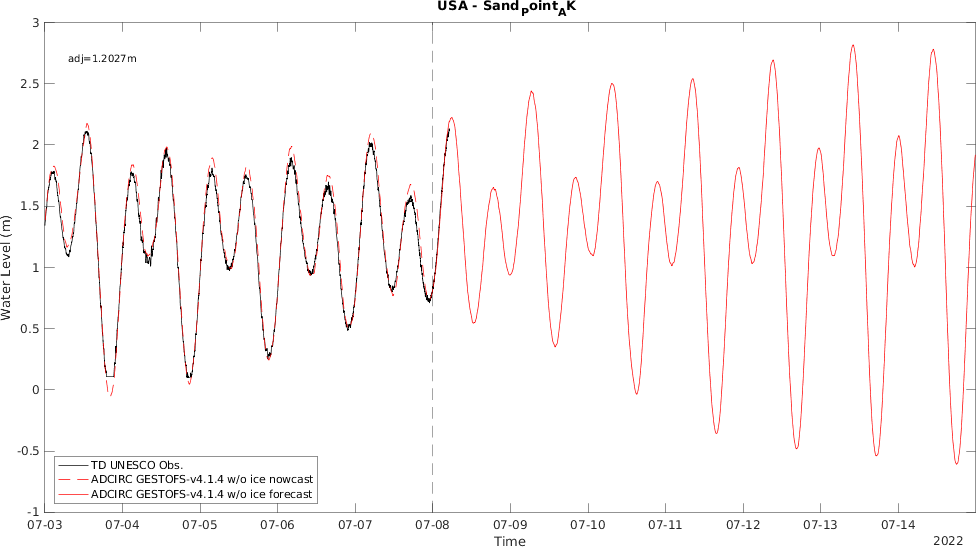 USA - SandPointAK
adj=1.2027m
3
2.5
2
1.5
1
0.5
0
-0.5
-1
Water Level (m)
TD UNESCO Obs.
ADCIRC GESTOFS-v4.1.4 w/o ice nowcast
ADCIRC GESTOFS-v4.1.4 w/o ice forecast
07-03 07-04 07-05 07-06 07-07 07-08 07-09 07-10 07-11 07-12 07-13 07-14
Time
2022